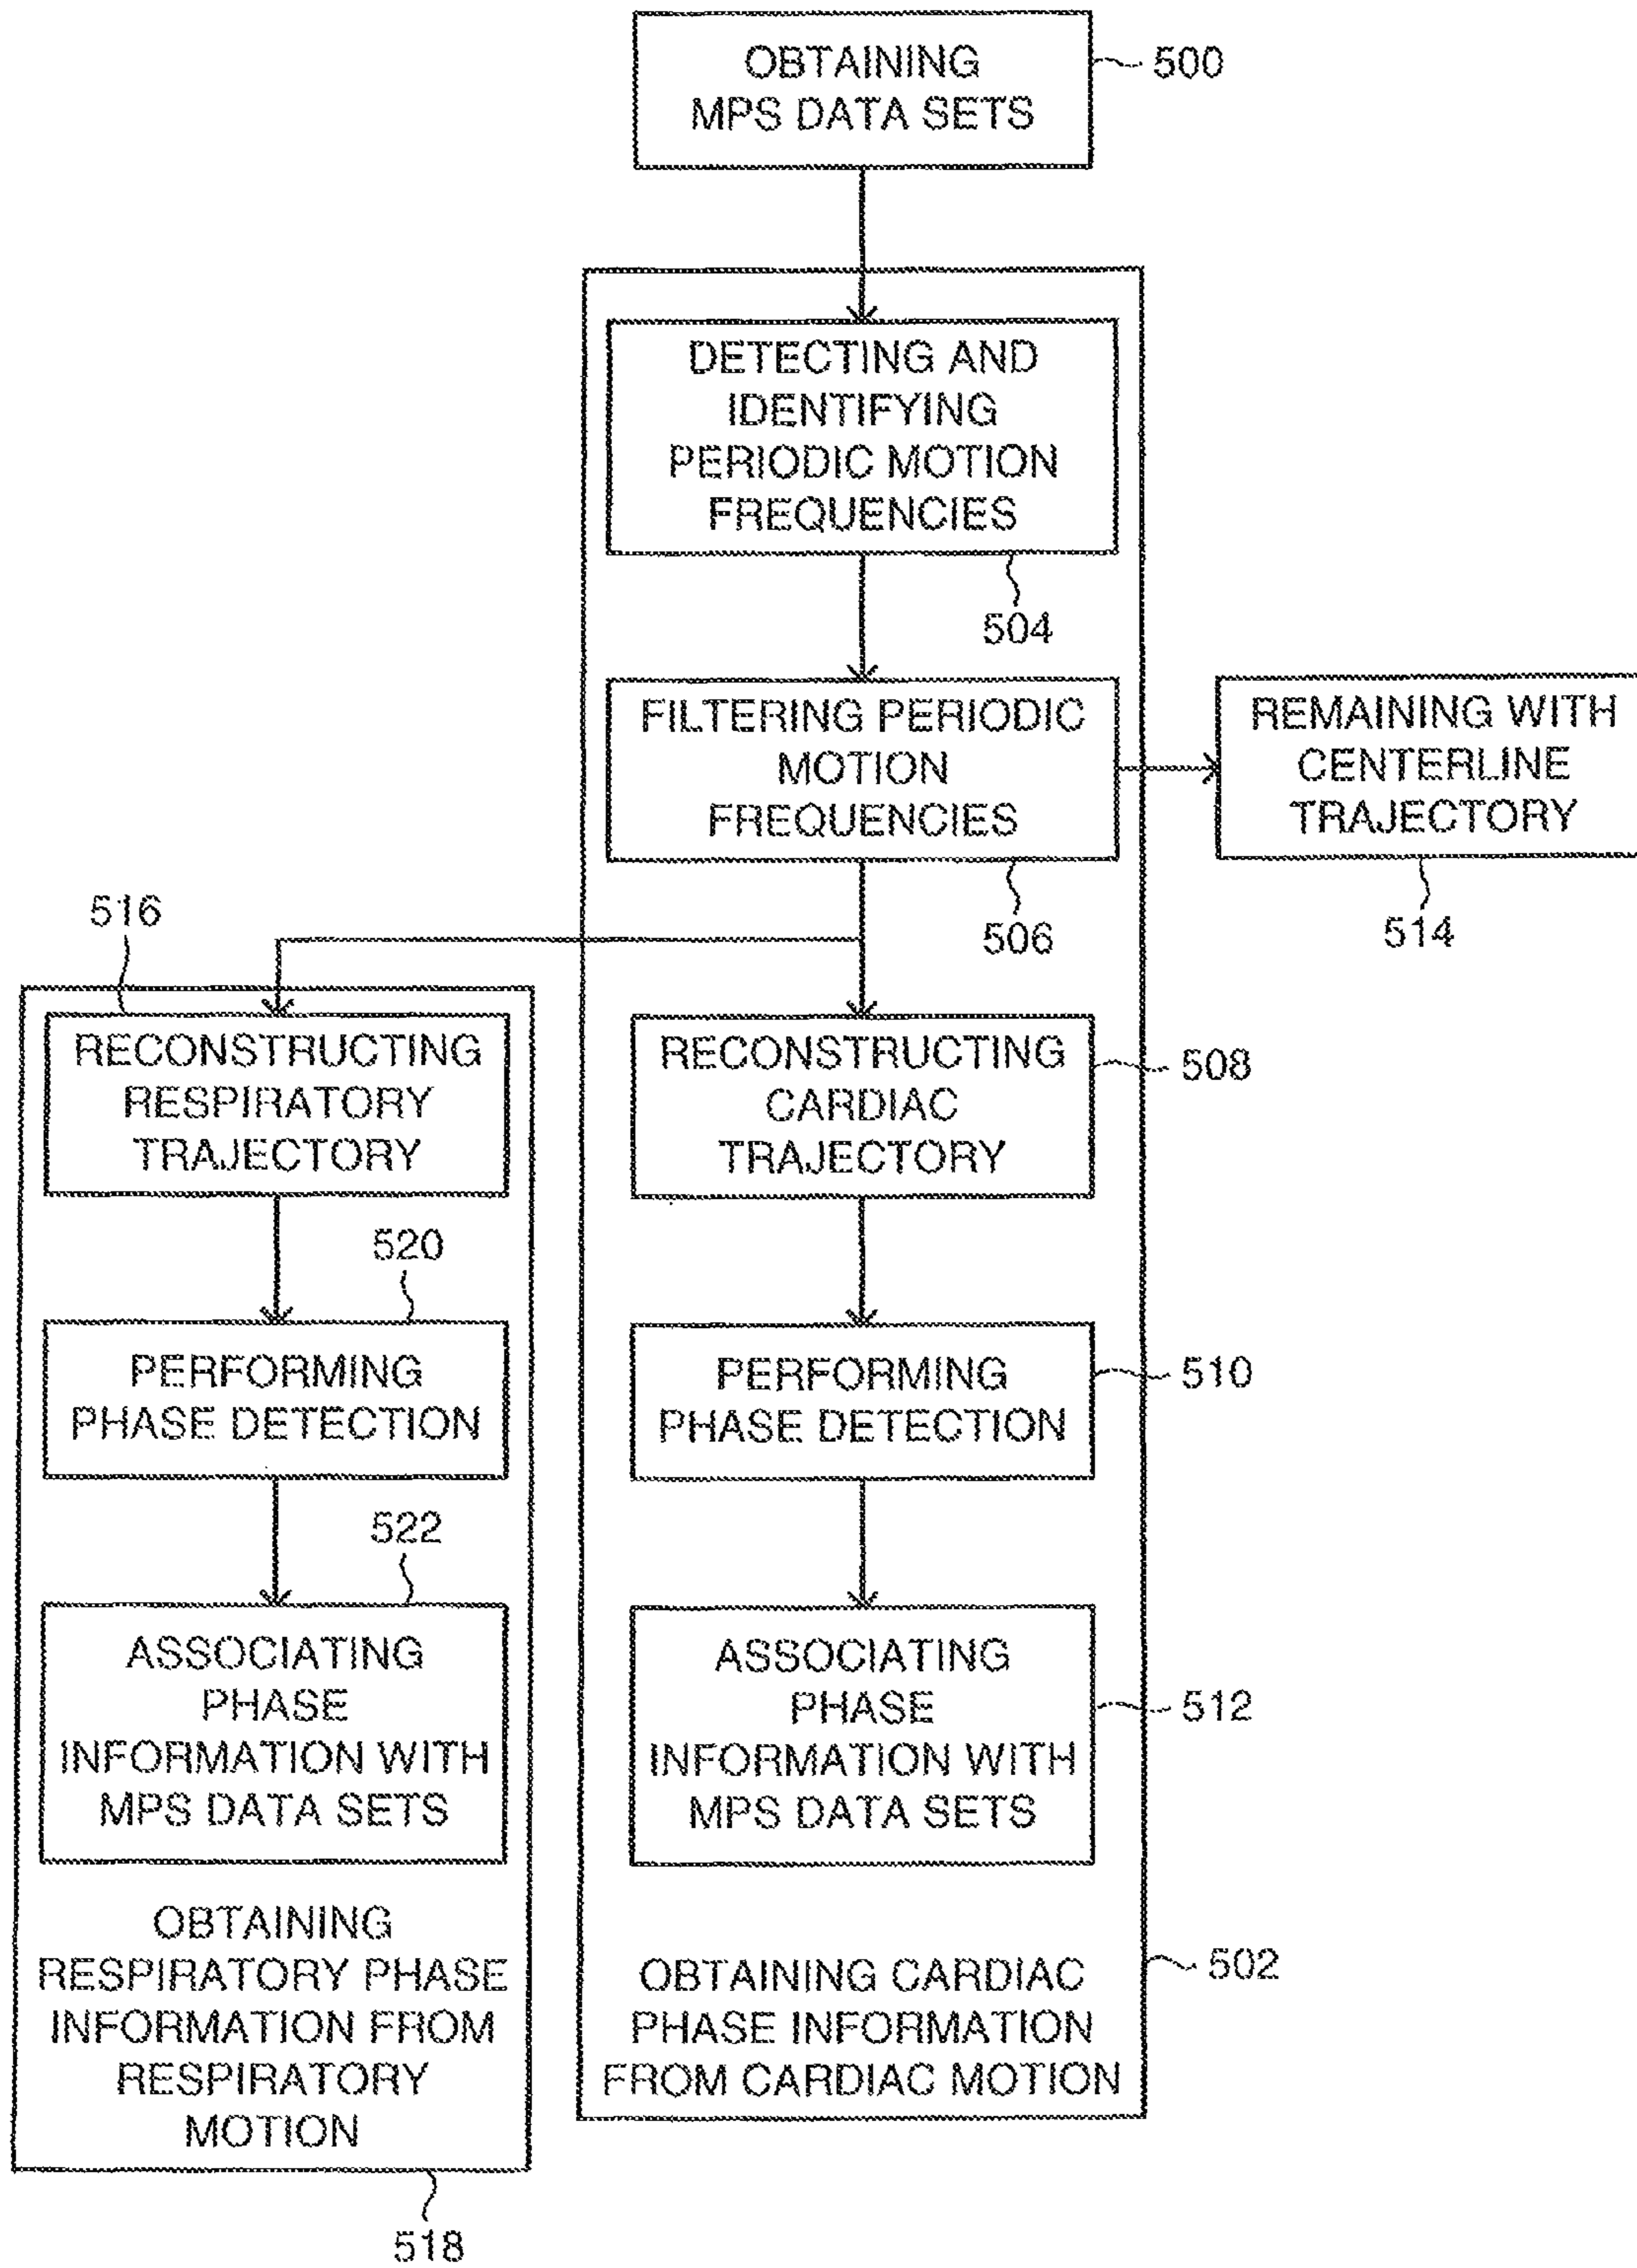 OBTAINING
MPS DATA SETS
500
DETECTING AND
IDENTIFYING
PERIODIC MOTION
FREQUENCIES
504
FILTERING PERIODIC
MOTION
FREQUENCIES
506
REMAINING WITH
CENTERLINE
TRAJECTORY
514
516
RECONSTRUCTING
RESPIRATORY
TRAJECTORY
RECONSTRUCTING
CARDIAC
TRAJECTORY
508
520
PERFORMING
PHASE DETECTION
PERFORMING
PHASE DETECTION
510
522
ASSOCIATING
PHASE
INFORMATION WITH
MPS DATA SETS
ASSOCIATING
PHASE
INFORMATION WITH
MPS DATA SETS
512
OBTAINING
RESPIRATORY PHASE
INFORMATION FROM
RESPIRATORY
MOTION
518
OBTAINING CARDIAC
PHASE INFORMATION
FROM CARDIAC MOTION
502